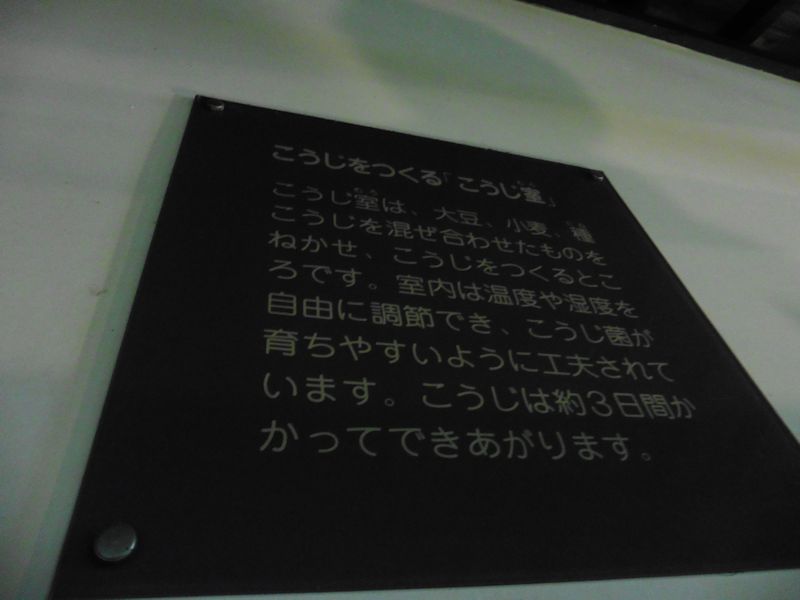 こうじをつくる「こうじ室」
こうじ室は、大豆、小麦、種
こうじを混ぜ合わせたものを
ねかせ、こうじをつくるとこ
ろです。室内は温度や湿度を
自由に調節でき、こうじ菌が
育ちやすいように工夫されて
います。こうじは約3日間か
かってできあがります。